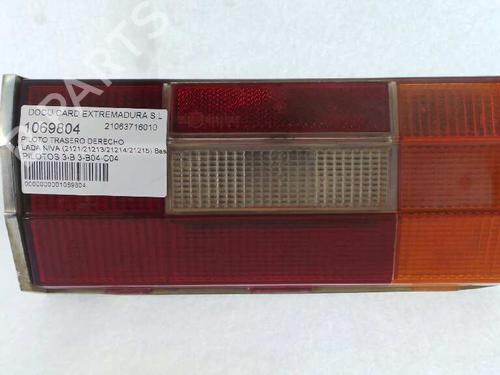 DOCU CARD EXTREMADURA S.L
1069804 21063716010
PILOTO TRASERO DERECHO
LADA NIVA (2121/21213/21214/21215) Bas
PILOTOS 3-B 3-B04-C04
0000000001069804
PARTS